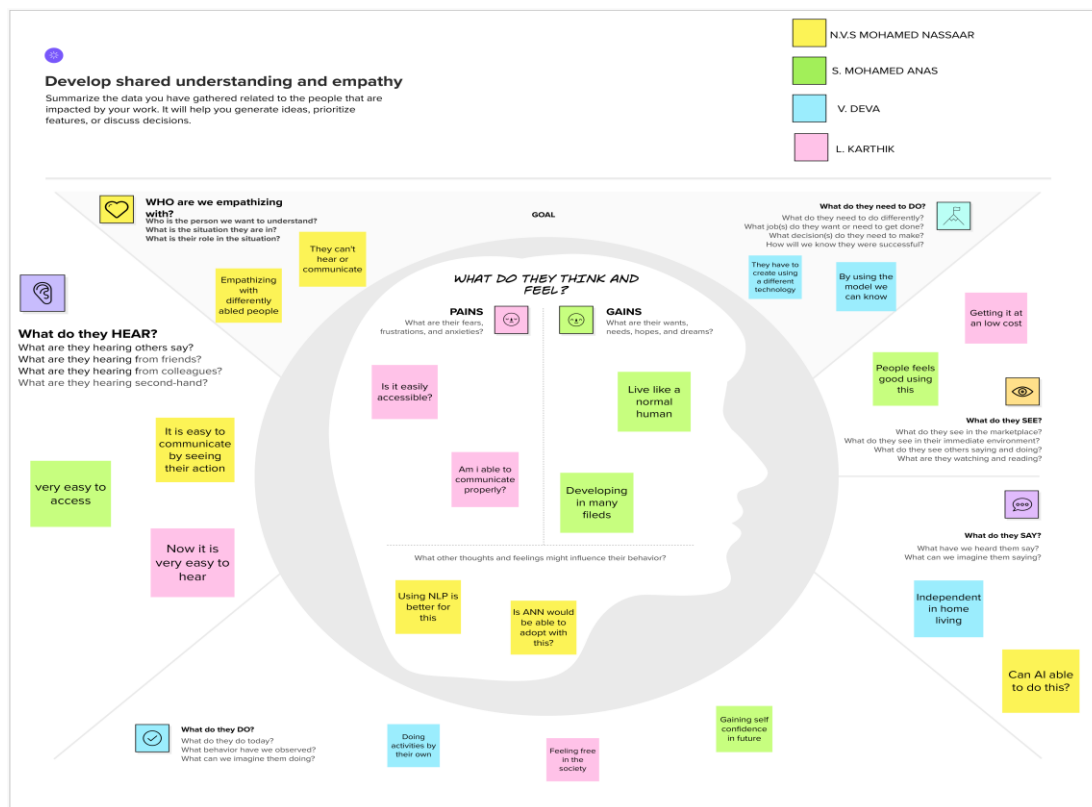 Develop shared understanding and empathy
Summarize the data you have gathered related to the people that are
impacted by your work. It will help you generate ideas, prioritize
features, or discuss decisions.
N.V.S MOHAMED NASSAAR
S. MOHAMED ANAS
V. DEVA
L. KARTHIK
WHO are we empathizing
with?
Who is the person we want to understand?
What is the situation they are in?
What is their role in the situation?
They can't
hear or
communicate
Empathizing
with
differently
abled people
GOAL
What do they need to DO?
What do they need to do differently?
What job(s) do they want or need to get done?
What decision(s) do they need to make?
How will we know they were successful?
They have to
create using
a different
technology
By using the
model we
can know
What do they HEAR?
What are they hearing others say?
What are they hearing from friends?
What are they hearing from colleagues?
What are they hearing second-hand?
It is easy to
communicate
by seeing
their action
very easy to
access
Now it is
very easy to
hear
WHAT DO THEY THINK AND
FEEL?
PAINS
What are their fears,
frustrations, and anxieties?
GAINS
What are their wants,
needs, hopes, and dreams?
Is it easily
accessible?
Am i able to
communicate
properly?
Live like a
normal
human
Developing
in many
fileds
What other thoughts and feelings might influence their behavior?
Using NLP is
better for
this
Is ANN would
be able to
adopt with
this?
Getting it at
an low cost
People feels
good using
this
What do they SEE?
What do they see in the marketplace?
What do they see in their immediate environment?
What do they see others saying and doing?
What are they watching and reading?
What do they SAY?
What have we heard them say?
What can we imagine them saying?
Independent
in home
living
Can AI able
to do this?
What do they DO?
What do they do today?
What behavior have we observed?
What can we imagine them doing?
Doing
activities by
their own
Feeling free
in the
society
Gaining self
confidence
in future